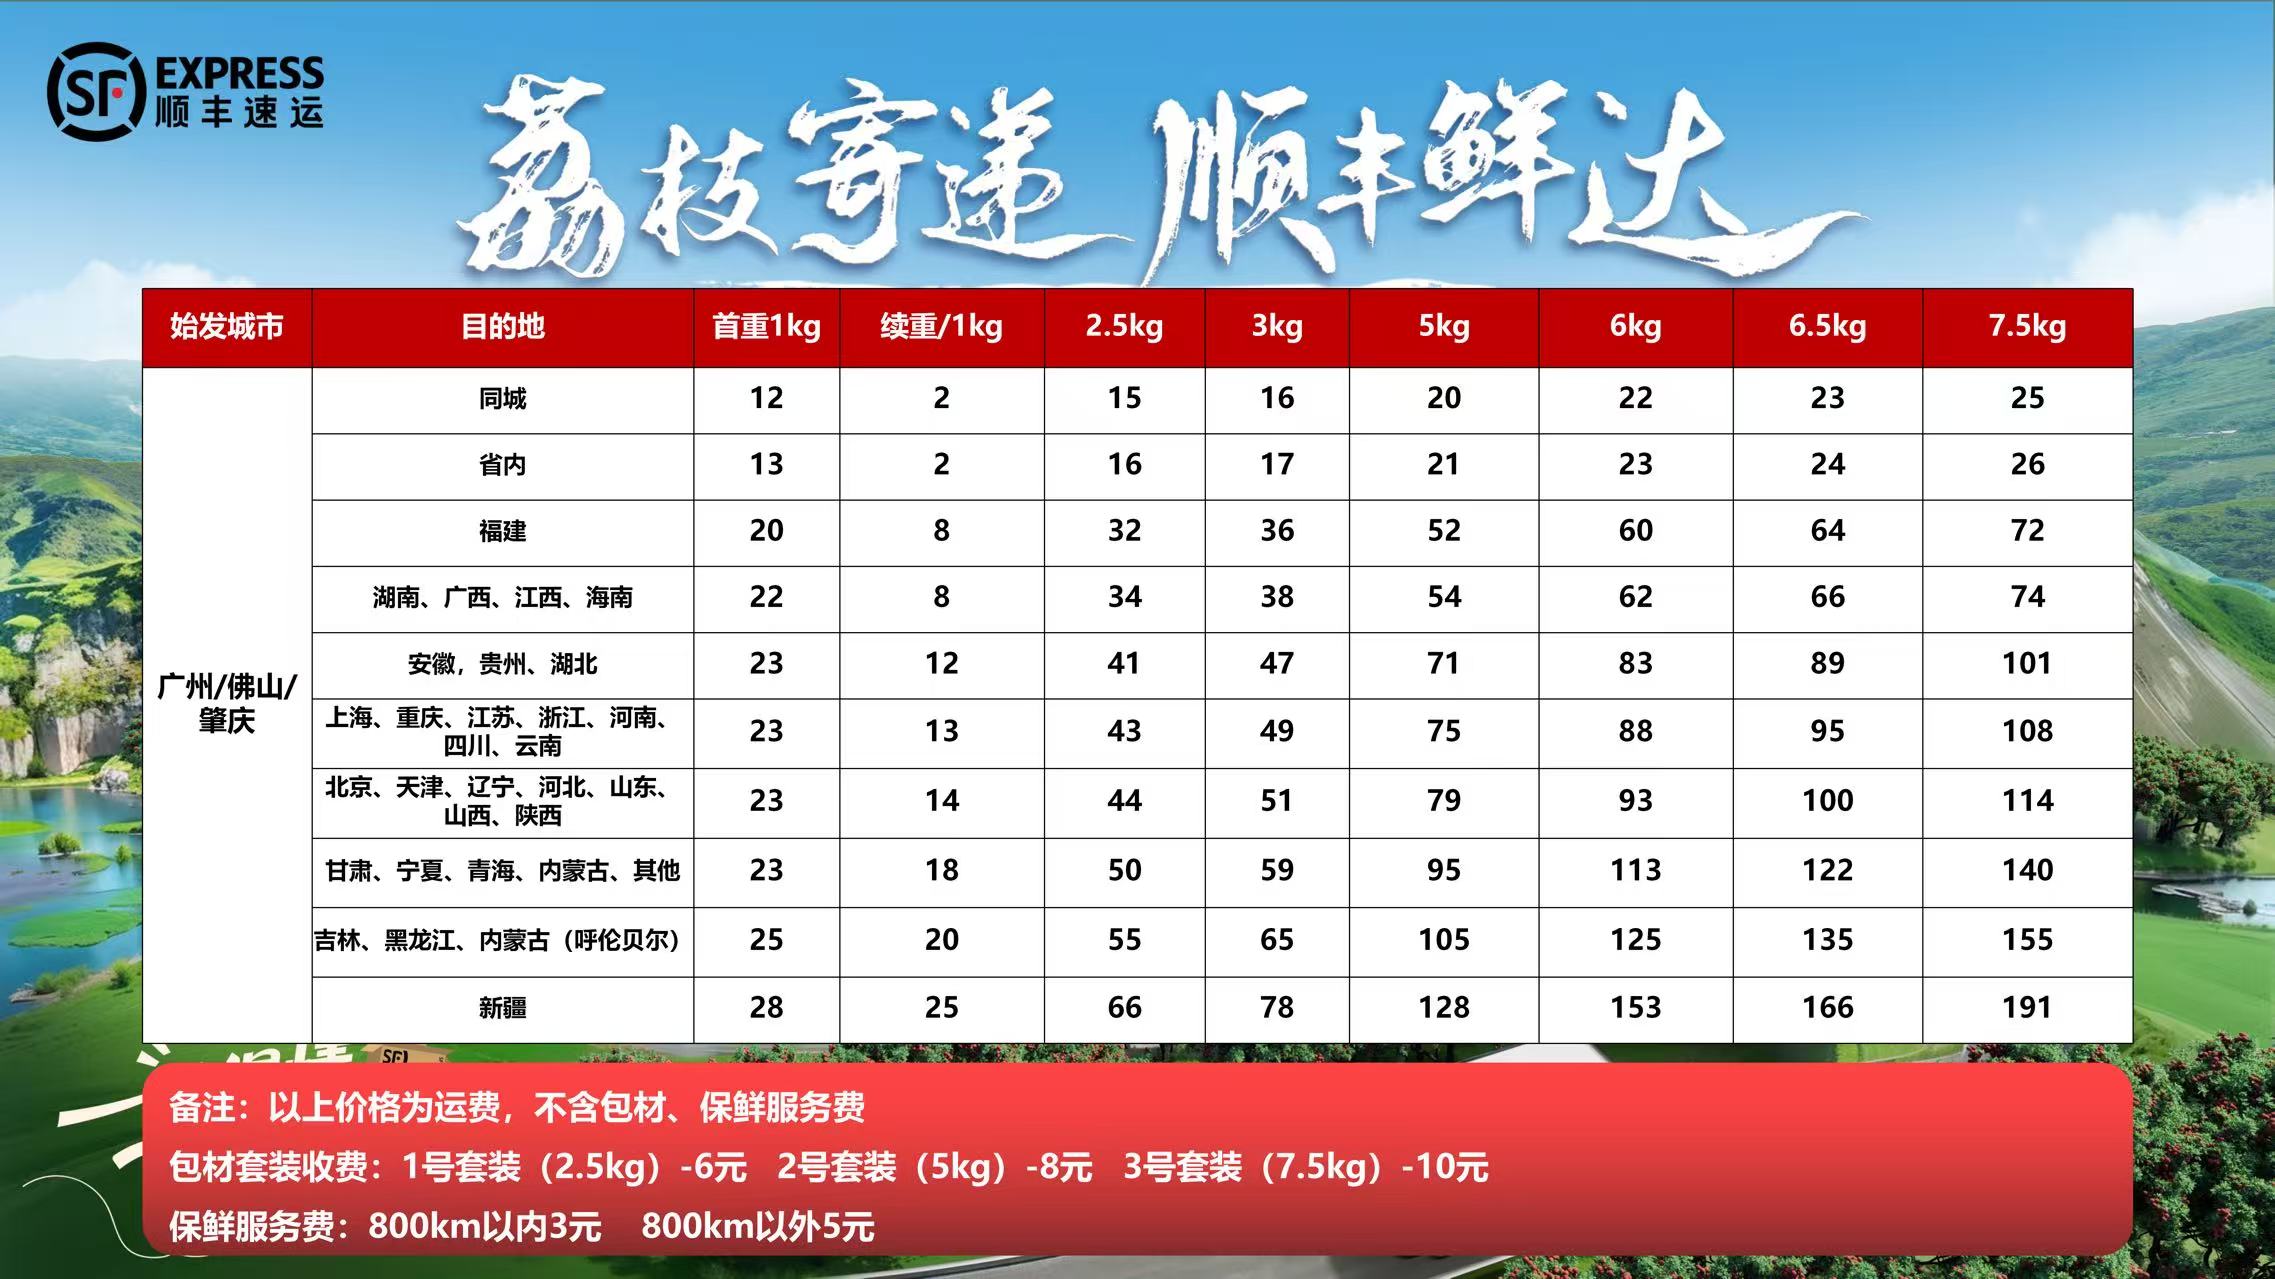 SF EXPRESS
顺丰速运
荔枝寄递 顺丰鲜达
始发城市 目的地 首重1kg 续重/1kg 2.5kg 3kg 5kg 6kg 6.5kg 7.5kg
广州/佛山/
肇庆
同城 12 2 15 16 20 22 23 25
省内 13 2 16 17 21 23 24 26
福建 20 8 32 36 52 60 64 72
湖南、广西、江西、海南 22 8 34 38 54 62 66 74
安徽，贵州、湖北 23 12 41 47 71 83 89 101
上海、重庆、江苏、浙江、河南、
四川、云南 23 13 43 49 75 88 95 108
北京、天津、辽宁、河北、山东、
山西、陕西 23 14 44 51 79 93 100 114
甘肃、宁夏、青海、内蒙古、其他 23 18 50 59 95 113 122 140
吉林、黑龙江、内蒙古（呼伦贝尔） 25 20 55 65 105 125 135 155
新疆 28 25 66 78 128 153 166 191
SF
备注：以上价格为运费，不含包材、保鲜服务费
包材套装收费：1号套装（2.5kg）-6元 2号套装（5kg）-8元 3号套装（7.5kg）-10元
保鲜服务费：800km以内3元 800km以外5元